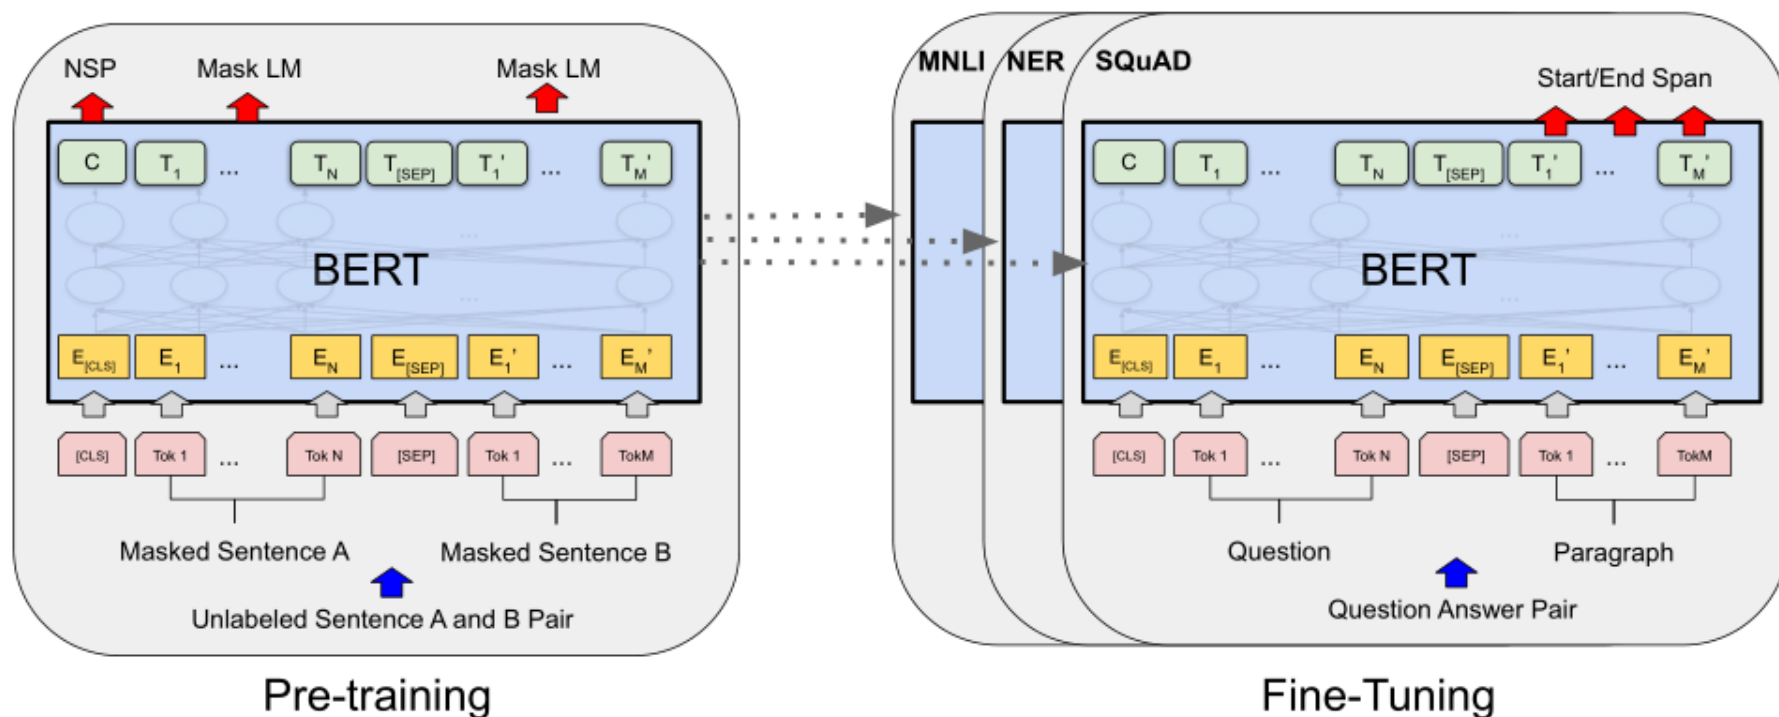 NSP Mask LM Mask LM
C T1 ... TN T[SEP] T1' ... TM'
... 
BERT
...
E[CLS] E1 ... EN E[SEP] E1' ... EM'
[CLS] Tok 1 ... Tok N [SEP] Tok 1 ... TokM
Masked Sentence A Masked Sentence B
Unlabeled Sentence A and B Pair
Pre-training
MNLI NER SQuAD
Start/End Span
C T1 ... TN T[SEP] T1' ... TM'
...
BERT
...
E[CLS] E1 ... EN E[SEP] E1' ... EM'
[CLS] Tok 1 ... Tok N [SEP] Tok 1 ... TokM
Question Paragraph
Question Answer Pair
Fine-Tuning